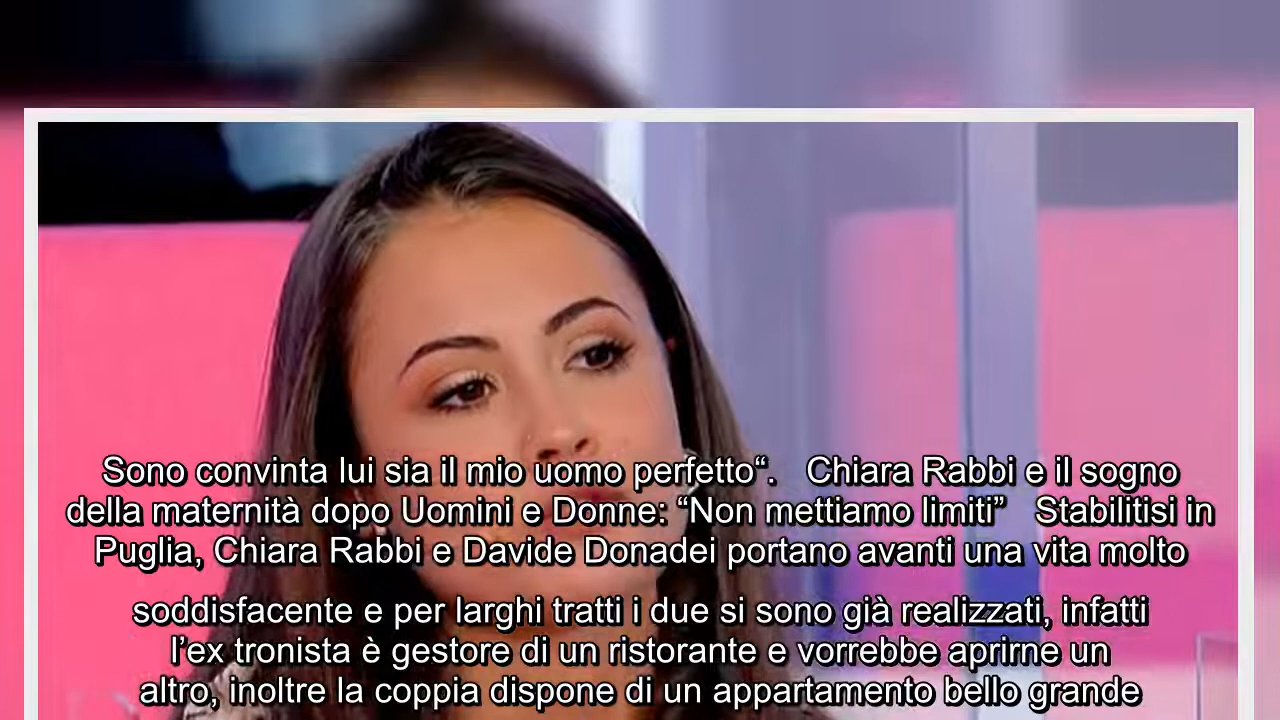 Sono convinta lui sia il mio uomo perfetto“.   Chiara Rabbi e il sogno
della maternità dopo Uomini e Donne: “Non mettiamo limiti”   Stabilitisi in
Puglia, Chiara Rabbi e Davide Donadei portano avanti una vita molto
soddisfacente e per larghi tratti i due si sono già realizzati, infatti
l’ex tronista è gestore di un ristorante e vorrebbe aprirne un
altro, inoltre la coppia dispone di un appartamento bello grande